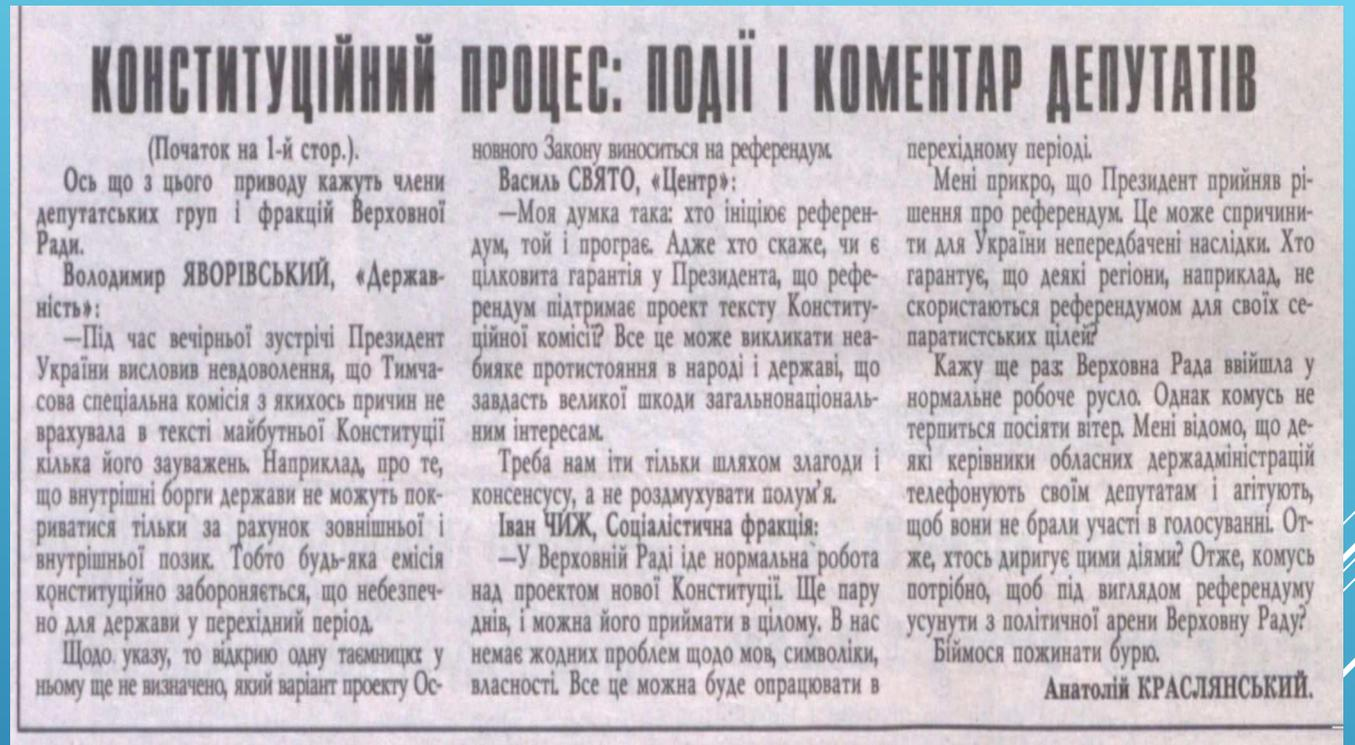 КОНСТИТУЦІЙНИЙ ПРОЦЕС: ПОДІЇ І КОМЕНТАР ДЕПУТАТІВ
(Початок на 1-й стор.).
Ось що з цього приводу кажуть члени
депутатських груп і фракцій Верховної
Ради.
Володимир ЯВОРІВСЬКИЙ, «Держав-
ність»:
—Під час вечірньої зустрічі Президент
України висловив невдоволення, що Тимча-
сова спеціальна комісія з якихось причин не
врахувала в тексті майбутньої Конституції
кілька його зауважень. Наприклад, про те,
що внутрішні борги держави не можуть пок-
риватися тільки за рахунок зовнішньої і
внутрішньої позик. Тобто будь-яка емісія
конституційно забороняється, що небезпеч-
но для держави у перехідний період.
Щодо указу, то відкрию одну таємницю: у
ньому ще не визначено, який варіант проекту Ос-
новного Закону виноситься на референдум.
Василь СВЯТО, «Центр»:
—Моя думка така: хто ініціює референ-
дум, той і програє. Адже хто скаже, чи є
цілковита гарантія у Президента, що рефе-
рендум підтримає проект тексту Конститу-
ційної комісії? Все це може викликати неа-
бияке протистояння в народі і державі, що
завдасть великої шкоди загальнонаціональ-
ним інтересам.
Треба нам іти тільки шляхом злагоди і
консенсусу, а не роздмухувати полум'я.
Іван ЧИЖ, Соціалістична фракція:
—У Верховній Раді іде нормальна робота
над проектом нової Конституції. Ще пару
днів, і можна його приймати в цілому. В нас
немає жодних проблем щодо мов, символіки,
власності. Все це можна буде опрацювати в
перехідному періоді.
Мені прикро, що Президент прийняв рі-
шення про референдум. Це може спричини-
ти для України непередбачені наслідки. Хто
гарантує, що деякі регіони, наприклад, не
скористаються референдумом для своїх се-
паратистських цілей?
Кажу ще раз: Верховна Рада ввійшла у
нормальне робоче русло. Однак комусь не
терпиться посіяти вітер. Мені відомо, що де-
які керівники обласних держадміністрацій
телефонують своїм депутатам і агітують,
щоб вони не брали участі в голосуванні. От-
же, хтось диригує цими діями? Отже, комусь
потрібно, щоб під виглядом референдуму
усунути з політичної арени Верховну Раду?
Біймося пожинати бурю.
Анатолій КРАСЛЯНСЬКИЙ.